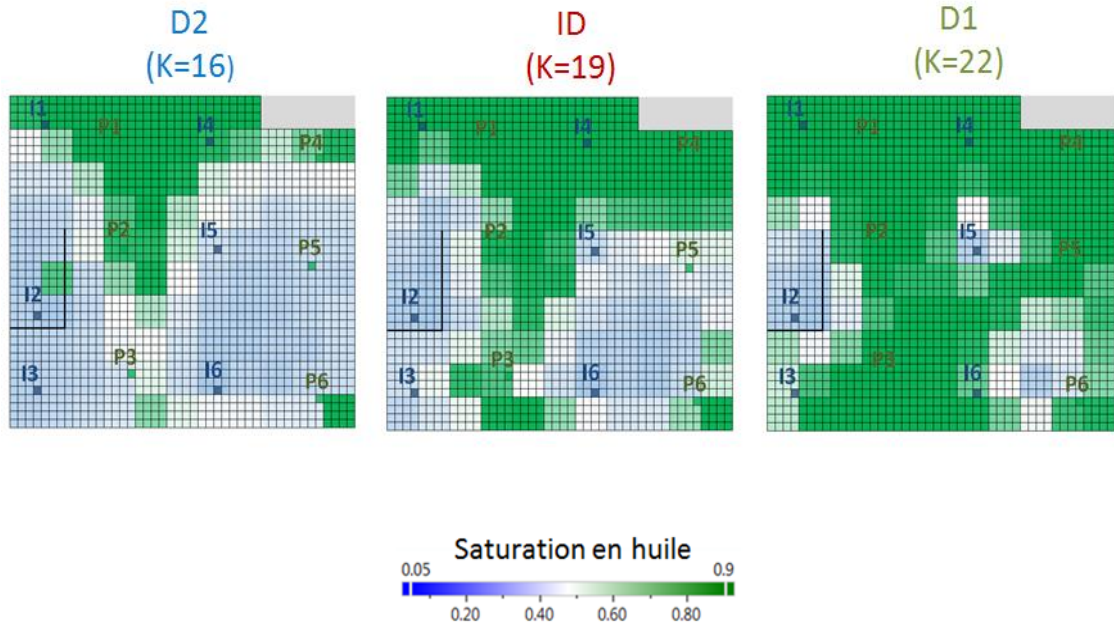 D2
(K=16)
ID
(K=19)
D1
(K=22)
I1
P1
I4
P4
P2
I5
P5
I2
P3
I3
I6
P6
I1
P1
I4
P4
P2
I5
P5
I2
P3
I3
I6
P6
I1
P1
I4
P4
P2
I5
P5
I2
P3
I3
I6
P6
Saturation en huile
0.05
0.9
0.20
0.40
0.60
0.80